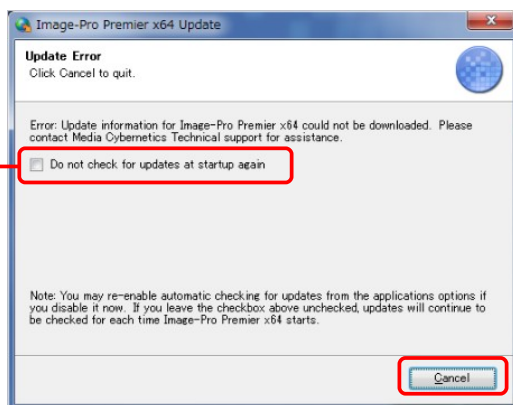 Image-Pro Premier x64 Update
Update Error
Click Cancel to quit.
Error: Update information for Image-Pro Premier x64 could not be downloaded. Please
contact Media Cybernetics Technical support for assistance.
Do not check for updates at startup again
Note: You may re-enable automatic checking for updates from the applications options if
you disable it now. If you leave the checkbox above unchecked, updates will continue to
be checked for each time Image-Pro Premier x64 starts.
Cancel